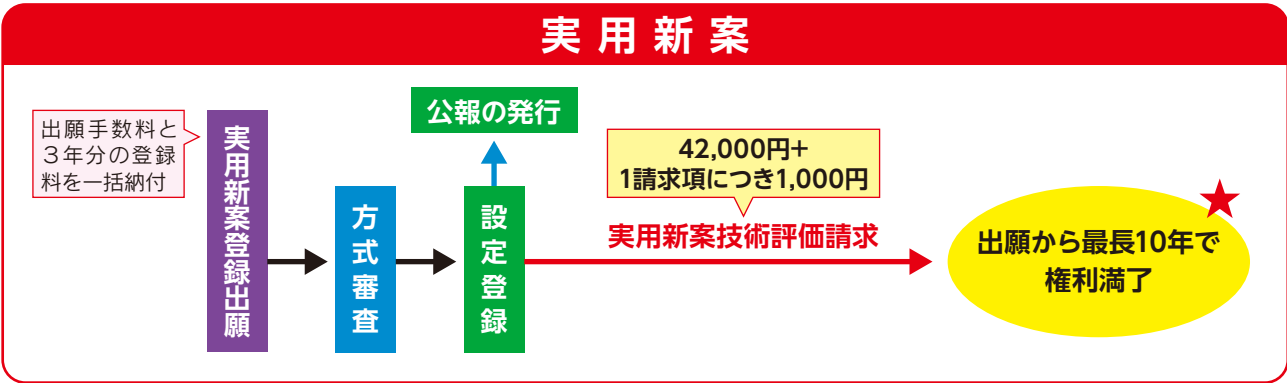 実用新案
出願手数料と
3年分の登録
料を一括納付
実用新案登録出願
方式審査
公報の発行
設定登録
42,000円+
1請求項につき1,000円
実用新案技術評価請求
出願から最長10年で
権利満了